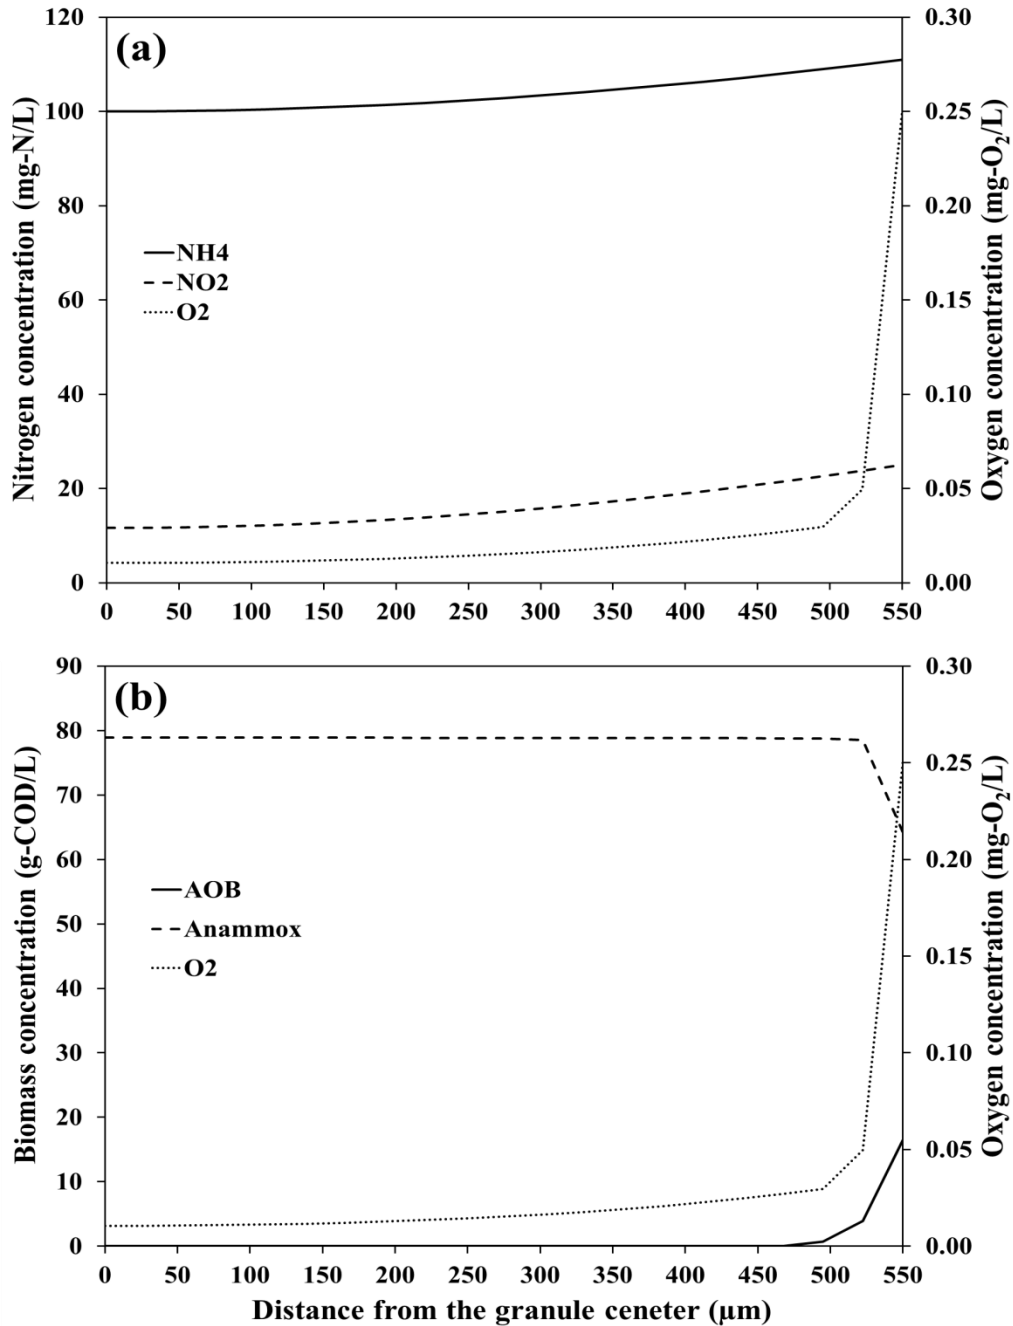 (a)
Nitrogen concentration (mg-N/L)
120
100
80
60
40
20
0
NH4
NO2
O2
0.30
0.25
0.20
0.15
0.10
0.05
0.00
Oxygen concentration (mg-O₂/L)
0 50 100 150 200 250 300 350 400 450 500 550
(b)
Biomass concentration (g-COD/L)
90
80
70
60
50
40
30
20
10
0
AOB
Anammox
O2
0.30
0.25
0.20
0.15
0.10
0.05
0.00
Oxygen concentration (mg-O₂/L)
0 50 100 150 200 250 300 350 400 450 500 550
Distance from the granule ceneter (µm)